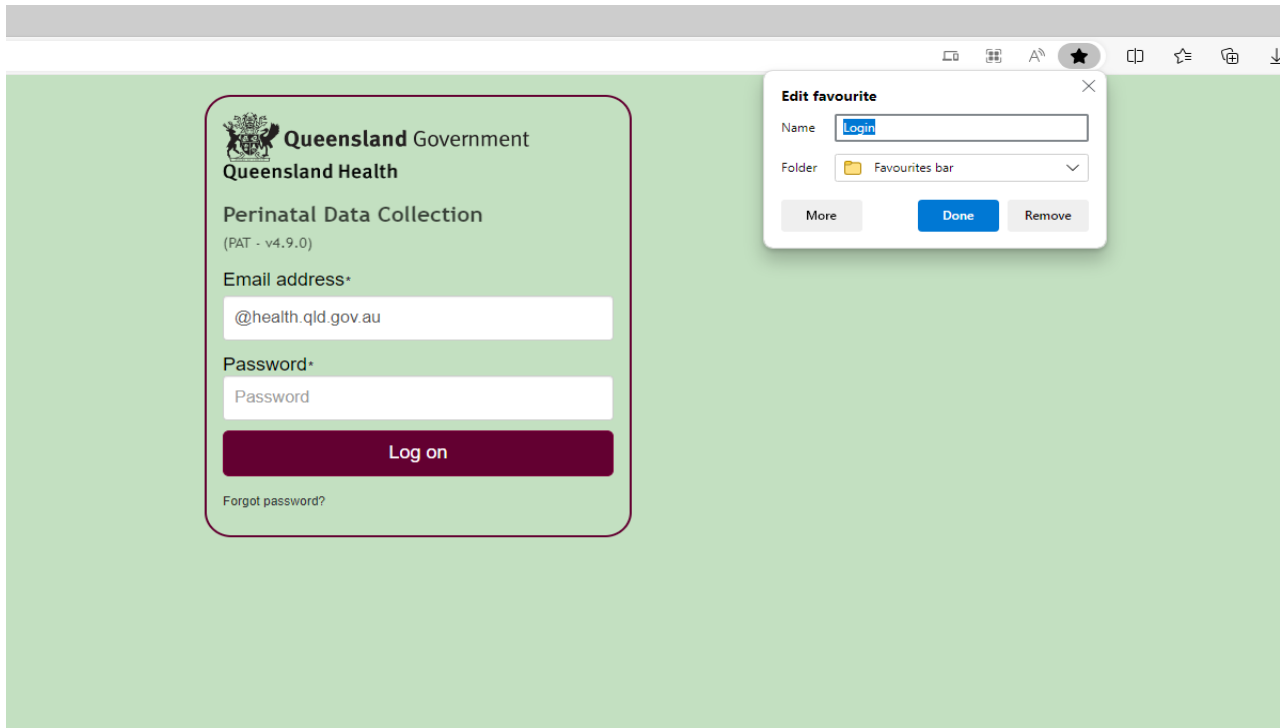 Queensland Government
Queensland Health
Perinatal Data Collection
(PAT - v4.9.0)
Email address*
@health.qld.gov.au
Password*
Password
Log on
Forgot password?
Edit favourite
Name Login
Folder Favourites bar
More Done Remove